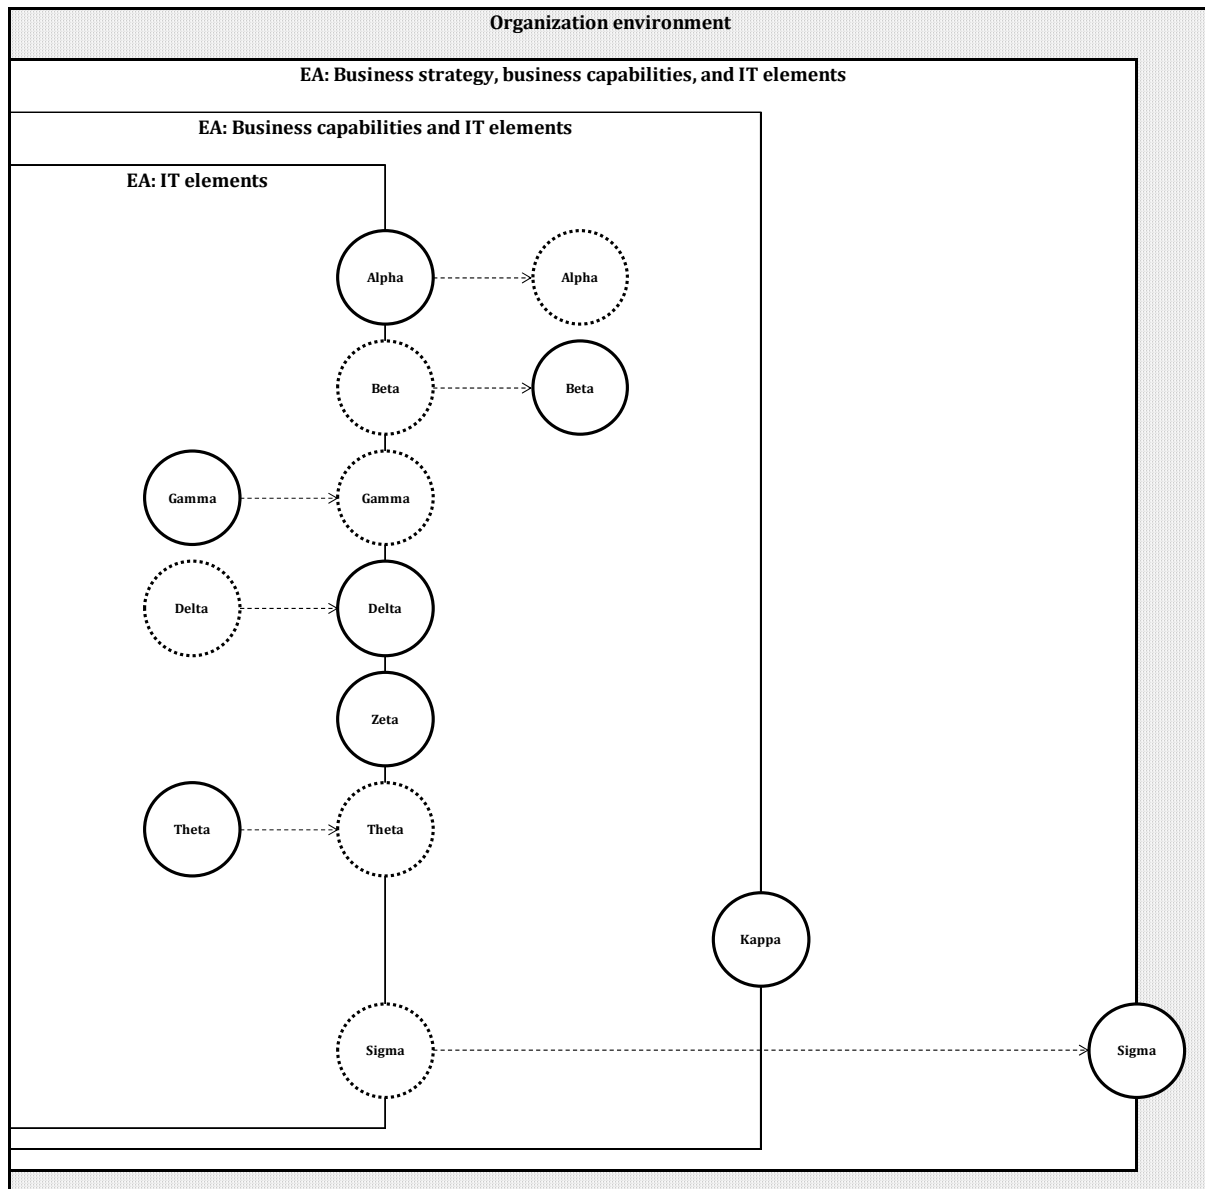 Organization environment
EA: Business strategy, business capabilities, and IT elements
EA: Business capabilities and IT elements
EA: IT elements
Alpha
Alpha
Beta
Beta
Gamma
Gamma
Delta
Delta
Zeta
Theta
Theta
Kappa
Sigma
Sigma